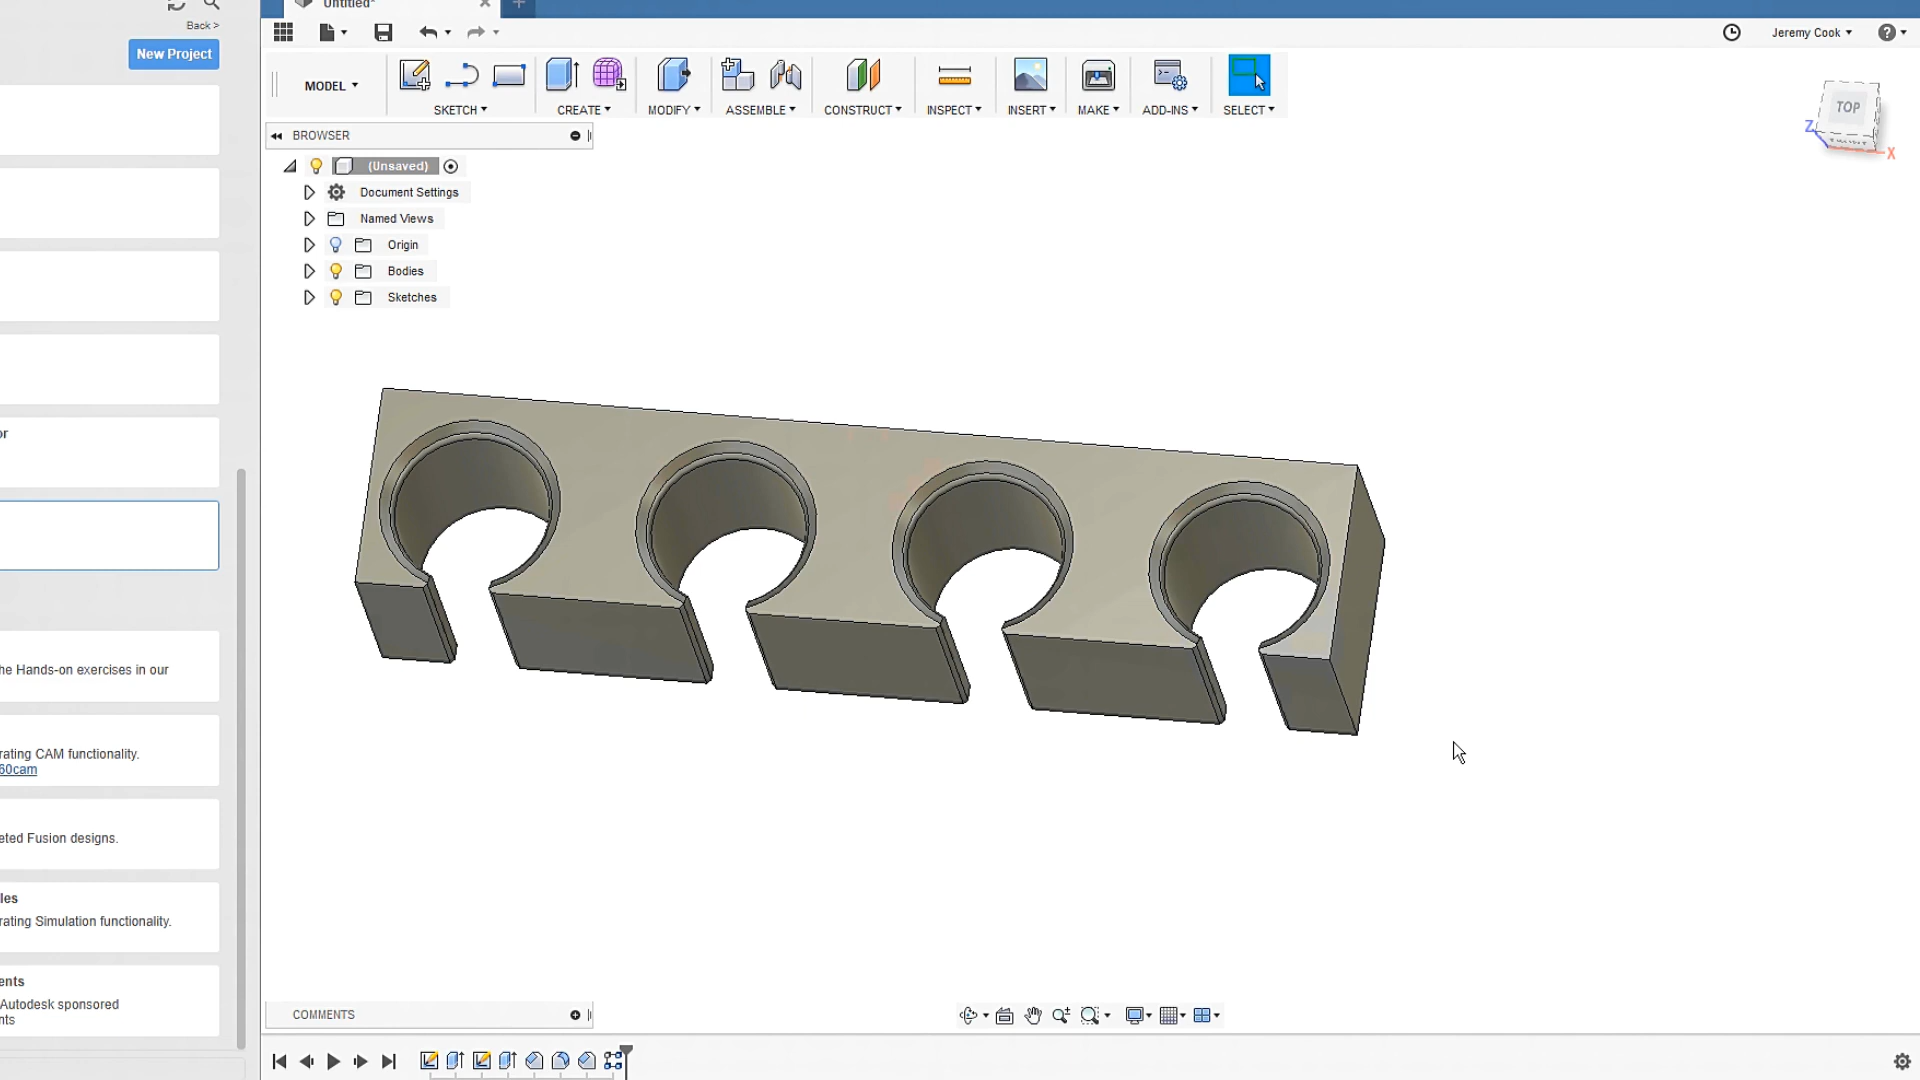 Untitled*
Back >
New Project
Jeremy Cook
MODEL
SKETCH
CREATE
MODIFY
ASSEMBLE
CONSTRUCT
INSPECT
INSERT
MAKE
ADD-INS
SELECT
BROWSER
TOP
Z
X
(Unsaved)
Document Settings
Named Views
Origin
Bodies
Sketches
or
he Hands-on exercises in our
rating CAM functionality.
60cam
eted Fusion designs.
les
rating Simulation functionality.
ents
Autodesk sponsored
nts
COMMENTS